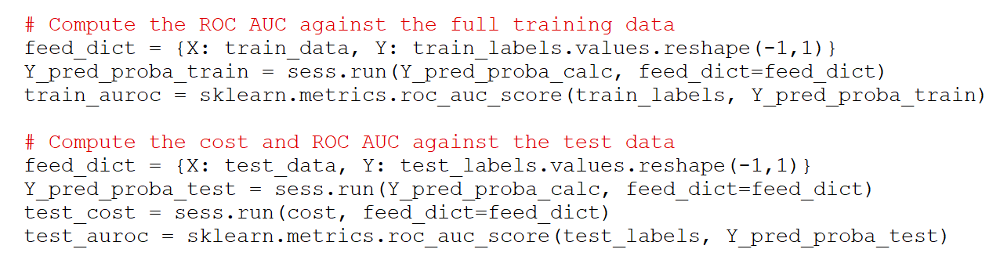 # Compute the ROC AUC against the full training data
feed_dict = {X: train_data, Y: train_labels.values.reshape(-1,1)}
Y_pred_proba_train = sess.run(Y_pred_proba_calc, feed_dict=feed_dict)
train_auroc = sklearn.metrics.roc_auc_score(train_labels, Y_pred_proba_train)
# Compute the cost and ROC AUC against the test data
feed_dict = {X: test_data, Y: test_labels.values.reshape(-1,1)}
Y_pred_proba_test = sess.run(Y_pred_proba_calc, feed_dict=feed_dict)
test_cost = sess.run(cost, feed_dict=feed_dict)
test_auroc = sklearn.metrics.roc_auc_score(test_labels, Y_pred_proba_test)